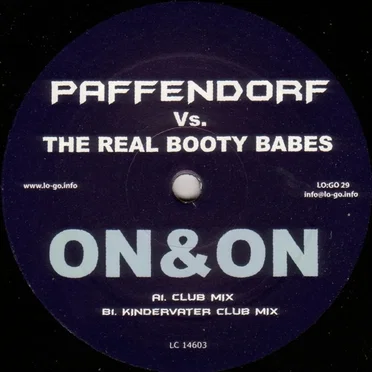 PAFFENDORF
Vs.
THE REAL BOOTY BABES
www.lo-go.info
LO:GO 29
info@lo-go.info
ON&ON
A1. CLUB MIX
B1. KINDERVATER CLUB MIX
LC 14603